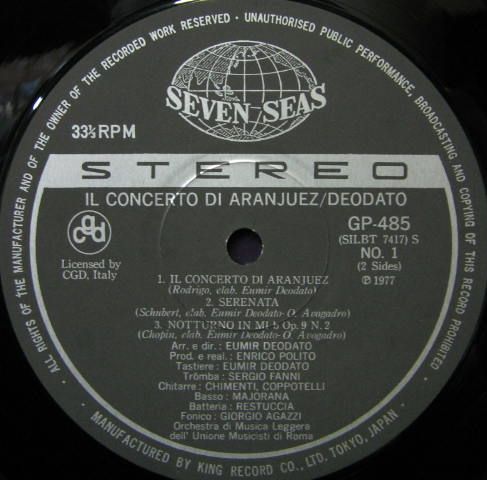 ALL RIGHTS OF THE MANUFACTURER AND OF THE OWNER OF THE RECORDED WORK RESERVED • UNAUTHORISED PUBLIC PERFORMANCE, BROADCASTING AND COPYING OF THIS RECORD PROHIBITED •
SEVEN SEAS
33⅓RPM
STEREO
IL CONCERTO DI ARANJUEZ/DEODATO
cgd
Licensed by
CGD, Italy
GP-485
(SILBT 7417) S
NO. 1
(2 Sides)
Ⓟ 1977
1. IL CONCERTO DI ARANJUEZ
(Rodrigo, elab. Eumir Deodato)
2. SERENATA
(Schubert, elab. Eumir Deodato-O. Avogadro)
3. NOTTURNO IN MI b Op. 9 N. 2
(Chopin, elab. Eumir Deodato-O. Avogadro)
Arr. e dir.: EUMIR DEODATO
Prod. e real.: ENRICO POLITO
Tastiere: EUMIR DEODATO
Tromba: SERGIO FANNI
Chitarre: CHIMENTI, COPPOTELLI
Basso: MAJORANA
Batteria: RESTUCCIA
Fonico: GIORGIO AGAZZI
Orchestra di Musica Leggera
dell' Unione Musicisti di Roma
MANUFACTURED BY KING RECORD CO., LTD. TOKYO, JAPAN